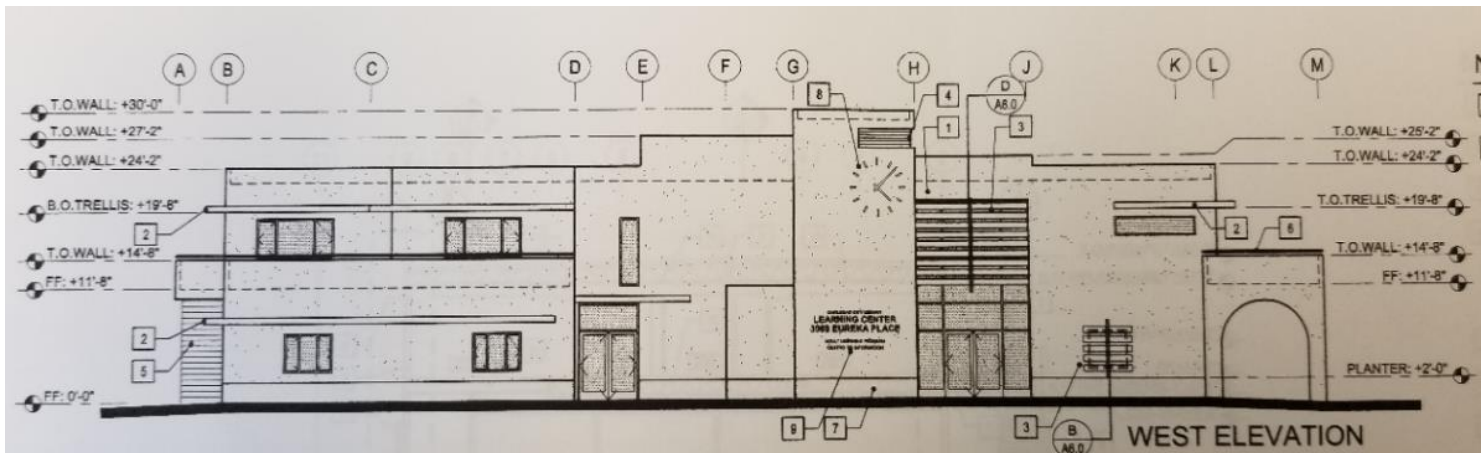 A
B
C
D
E
F
G
H
J
K
L
M
N
T.O.WALL: +30'-0"
T.O.WALL: +27'-2"
T.O.WALL: +24'-2"
B.O.TRELLIS: +19'-8"
T.O.WALL: +14'-8"
FF: +11'-8"
FF: 0'-0"
2
2
5
8
4
1
3
D
A6.0
LEARNING CENTER
3368 EUREKA PLACE
9
7
3
B
A6.0
2
6
T.O.WALL: +25'-2"
T.O.WALL: +24'-2"
T.O.TRELLIS: +19'-8"
T.O.WALL: +14'-8"
FF: +11'-8"
PLANTER: +2'-0"
WEST ELEVATION